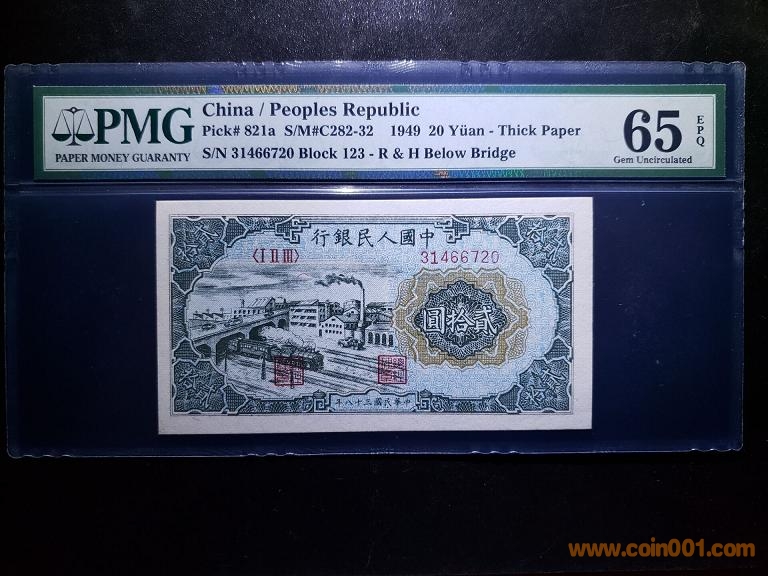 China / Peoples Republic
PMG
PAPER MONEY GUARANTY
Pick# 821a S/M#C282-32 1949 20 Yüan - Thick Paper
S/N 31466720 Block 123 - R & H Below Bridge
65
EPQ
Gem Uncirculated
行銀民人國中
〈I II III〉 31466720
圓拾貳
年八十三國民華中
www.coin001.com